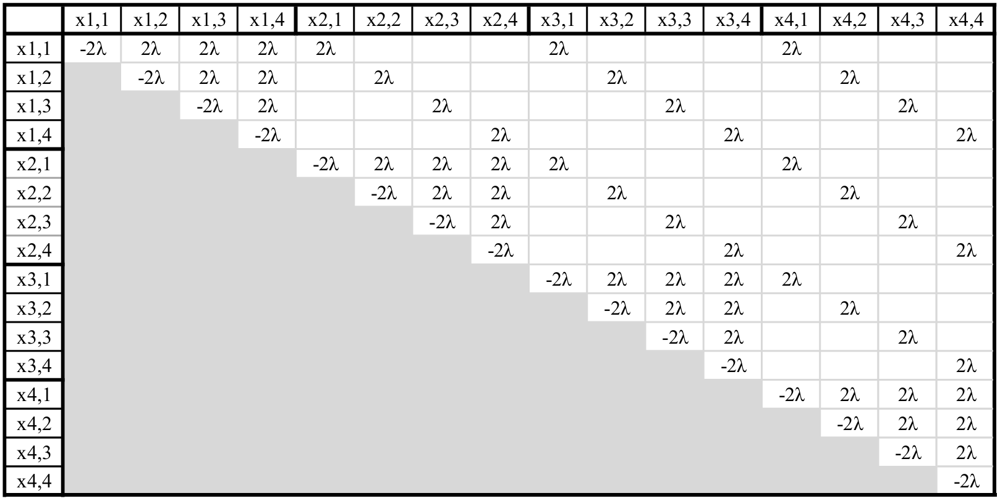 x1,1 x1,2 x1,3 x1,4 x2,1 x2,2 x2,3 x2,4 x3,1 x3,2 x3,3 x3,4 x4,1 x4,2 x4,3 x4,4
x1,1 -2λ 2λ 2λ 2λ 2λ 2λ 2λ
x1,2 -2λ 2λ 2λ 2λ 2λ 2λ
x1,3 -2λ 2λ 2λ 2λ 2λ
x1,4 -2λ 2λ 2λ 2λ
x2,1 -2λ 2λ 2λ 2λ 2λ 2λ
x2,2 -2λ 2λ 2λ 2λ 2λ
x2,3 -2λ 2λ 2λ 2λ
x2,4 -2λ 2λ 2λ
x3,1 -2λ 2λ 2λ 2λ 2λ
x3,2 -2λ 2λ 2λ 2λ
x3,3 -2λ 2λ 2λ
x3,4 -2λ 2λ
x4,1 -2λ 2λ 2λ 2λ
x4,2 -2λ 2λ 2λ
x4,3 -2λ 2λ
x4,4 -2λ